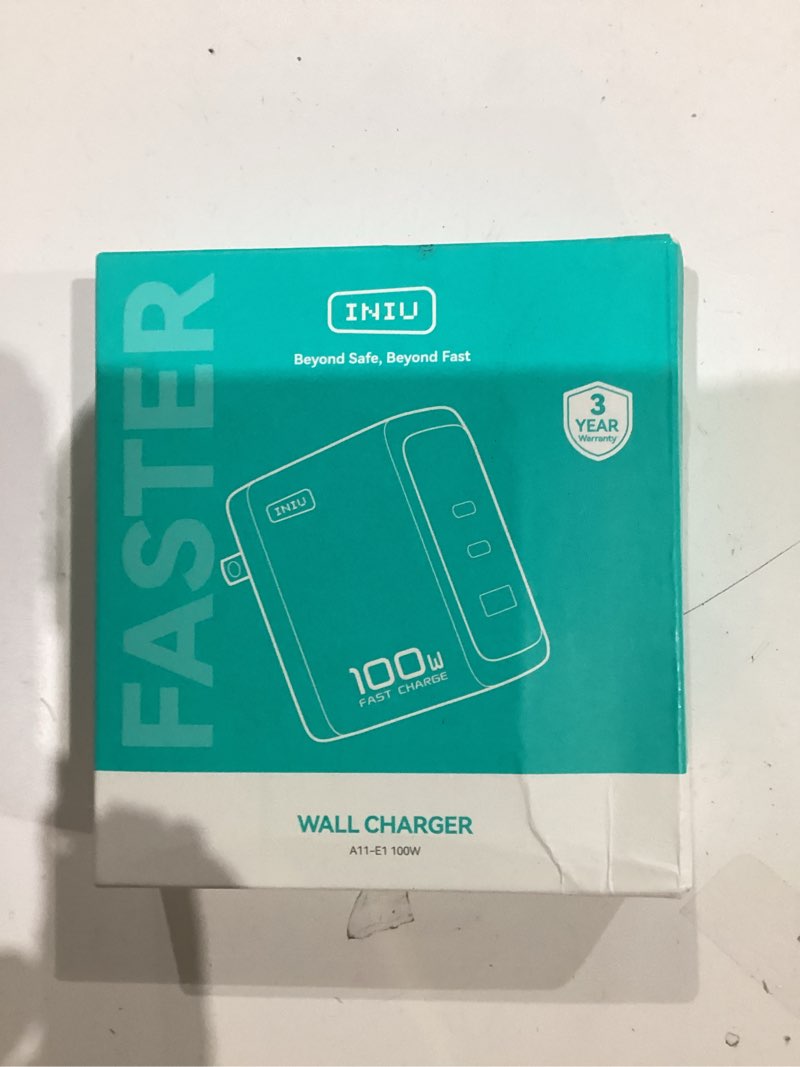 FASTER
INIU
Beyond Safe, Beyond Fast
3
YEAR
Warranty
INIU
100W
FAST CHARGE
WALL CHARGER
A11-E1 100W